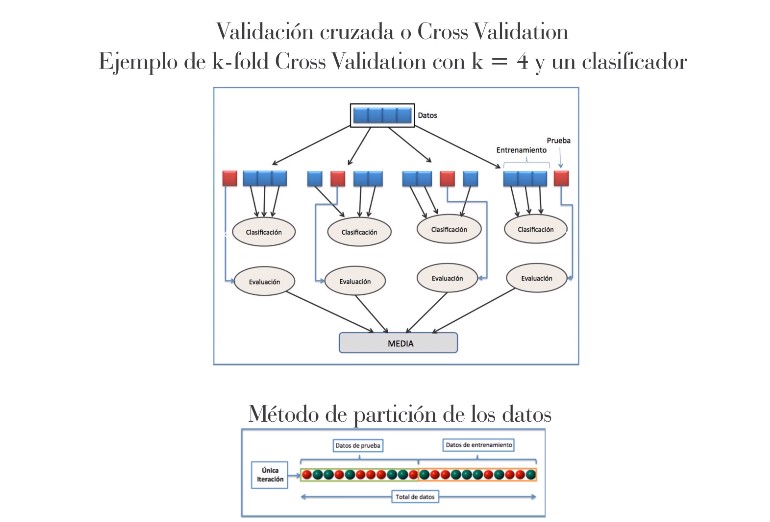 Validación cruzada o Cross Validation
Ejemplo de k-fold Cross Validation con k = 4 y un clasificador
Datos
Prueba
Entrenamiento
Clasificación Clasificación Clasificación Clasificación
Evaluación Evaluación Evaluación Evaluación
MEDIA
Método de partición de los datos
Datos de prueba Datos de entrenamiento
Única
Iteración
Total de datos